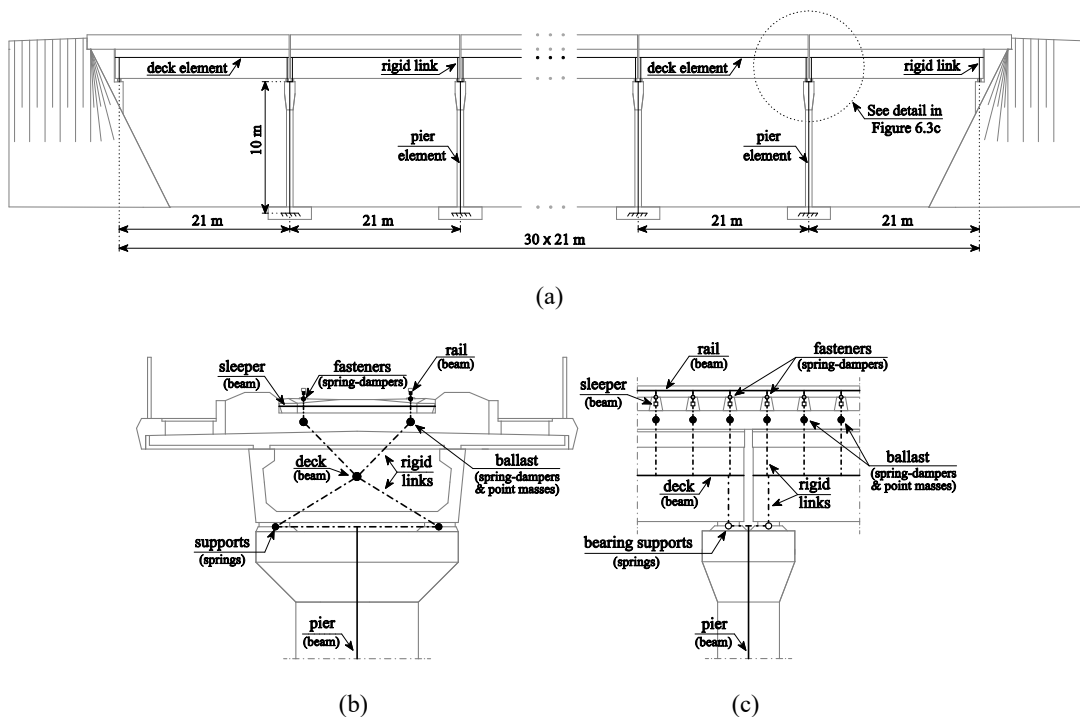 deck element
rigid link
deck element
rigid link
See detail in
Figure 6.3c
10 m
pier
element
pier
element
21 m
21 m
21 m
21 m
30 x 21 m
(a)
rail
(beam)
sleeper
(beam)
fasteners
(spring-dampers)
deck
(beam)
rigid
links
ballast
(spring-dampers
& point masses)
supports
(springs)
pier
(beam)
(b)
rail
(beam)
fasteners
(spring-dampers)
sleeper
(beam)
ballast
(spring-dampers
& point masses)
deck
(beam)
rigid
links
bearing supports
(springs)
pier
(beam)
(c)